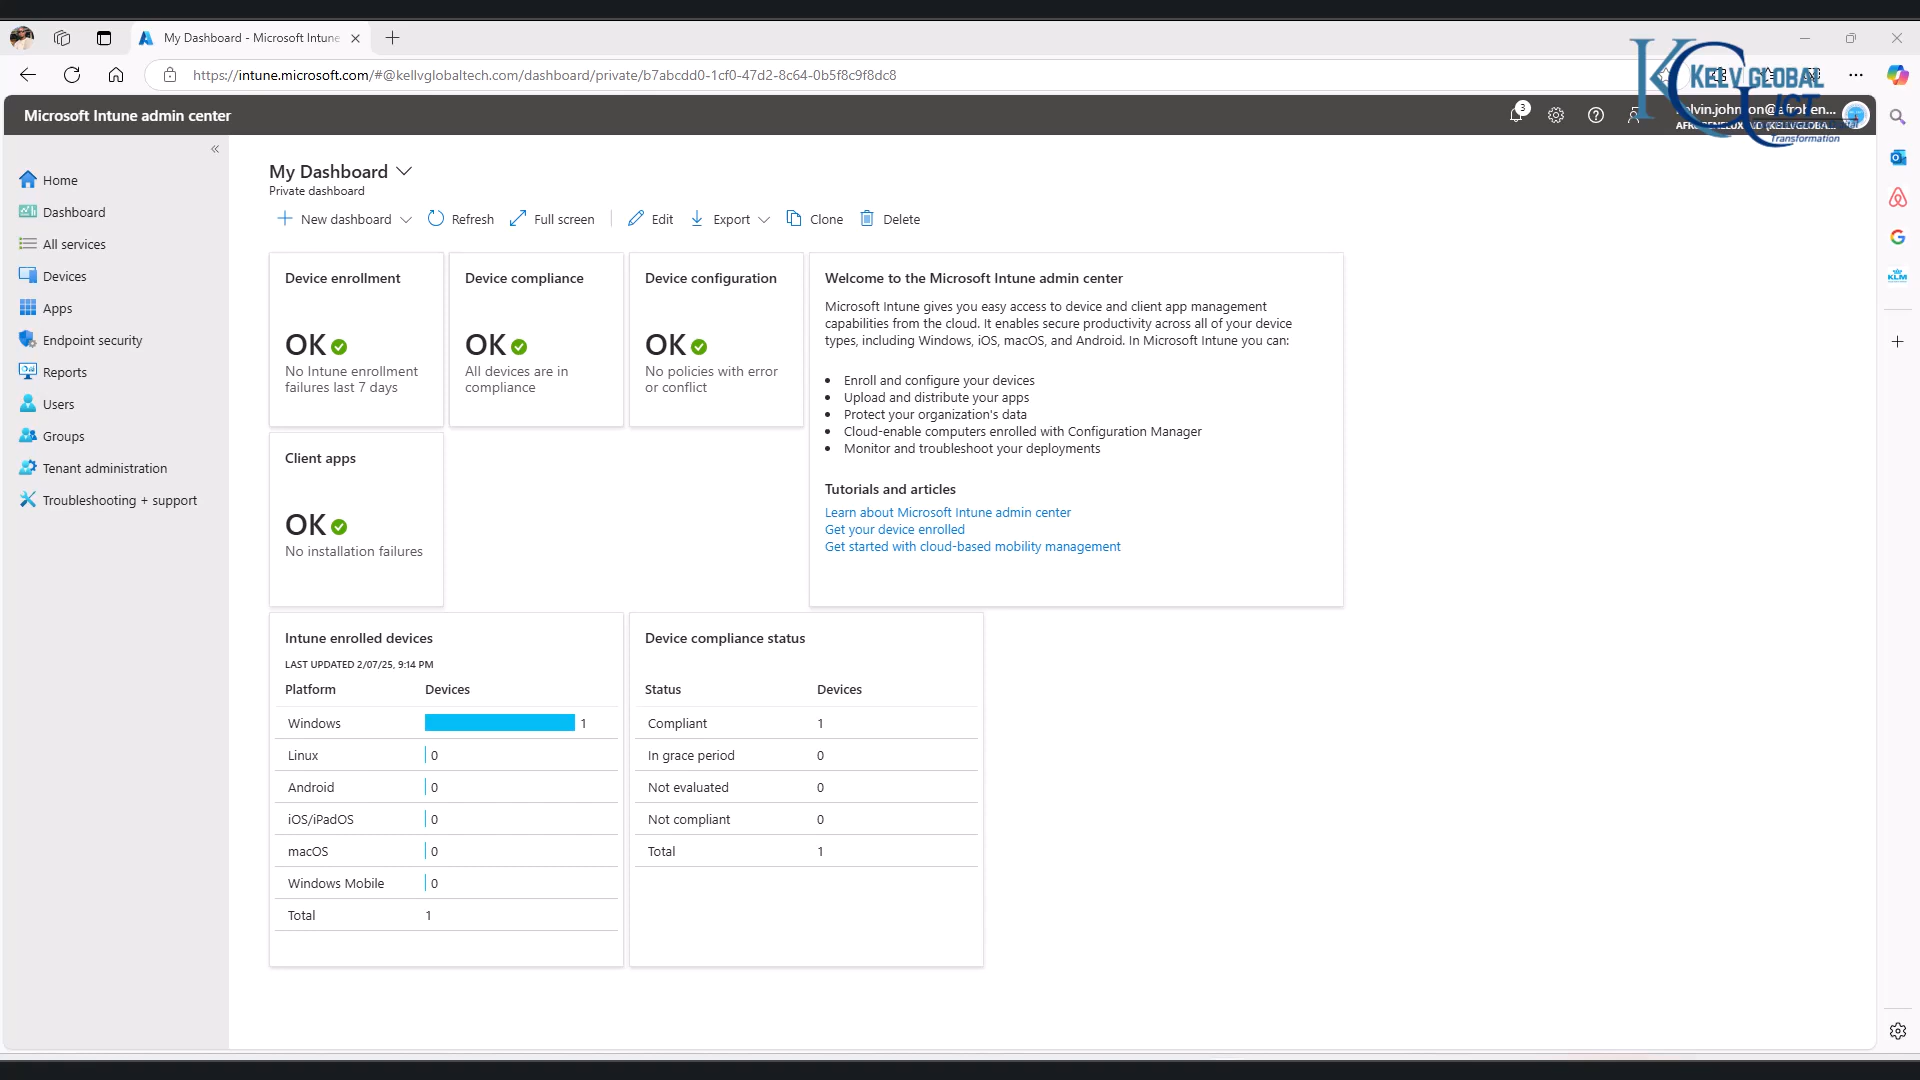 My Dashboard - Microsoft Intune
https://intune.microsoft.com/#@kellvglobaltech.com/dashboard/private/b7abcdd0-1cf0-47d2-8c64-0b5f8c9f8dc8
KELV GLOBAL
ICT
Transformation
Microsoft Intune admin center
3
Home
Dashboard
All services
Devices
Apps
Endpoint security
Reports
Users
Groups
Tenant administration
Troubleshooting + support
My Dashboard
Private dashboard
New dashboard
Refresh
Full screen
Edit
Export
Clone
Delete
Device enrollment
OK
No Intune enrollment
failures last 7 days
Device compliance
OK
All devices are in
compliance
Device configuration
OK
No policies with error
or conflict
Client apps
OK
No installation failures
Welcome to the Microsoft Intune admin center
Microsoft Intune gives you easy access to device and client app management
capabilities from the cloud. It enables secure productivity across all of your device
types, including Windows, iOS, macOS, and Android. In Microsoft Intune you can:
Enroll and configure your devices
Upload and distribute your apps
Protect your organization's data
Cloud-enable computers enrolled with Configuration Manager
Monitor and troubleshoot your deployments
Tutorials and articles
Learn about Microsoft Intune admin center
Get your device enrolled
Get started with cloud-based mobility management
Intune enrolled devices
LAST UPDATED 2/07/25, 9:14 PM
Platform Devices
Windows 1
Linux 0
Android 0
iOS/iPadOS 0
macOS 0
Windows Mobile 0
Total 1
Device compliance status
Status Devices
Compliant 1
In grace period 0
Not evaluated 0
Not compliant 0
Total 1
KLM